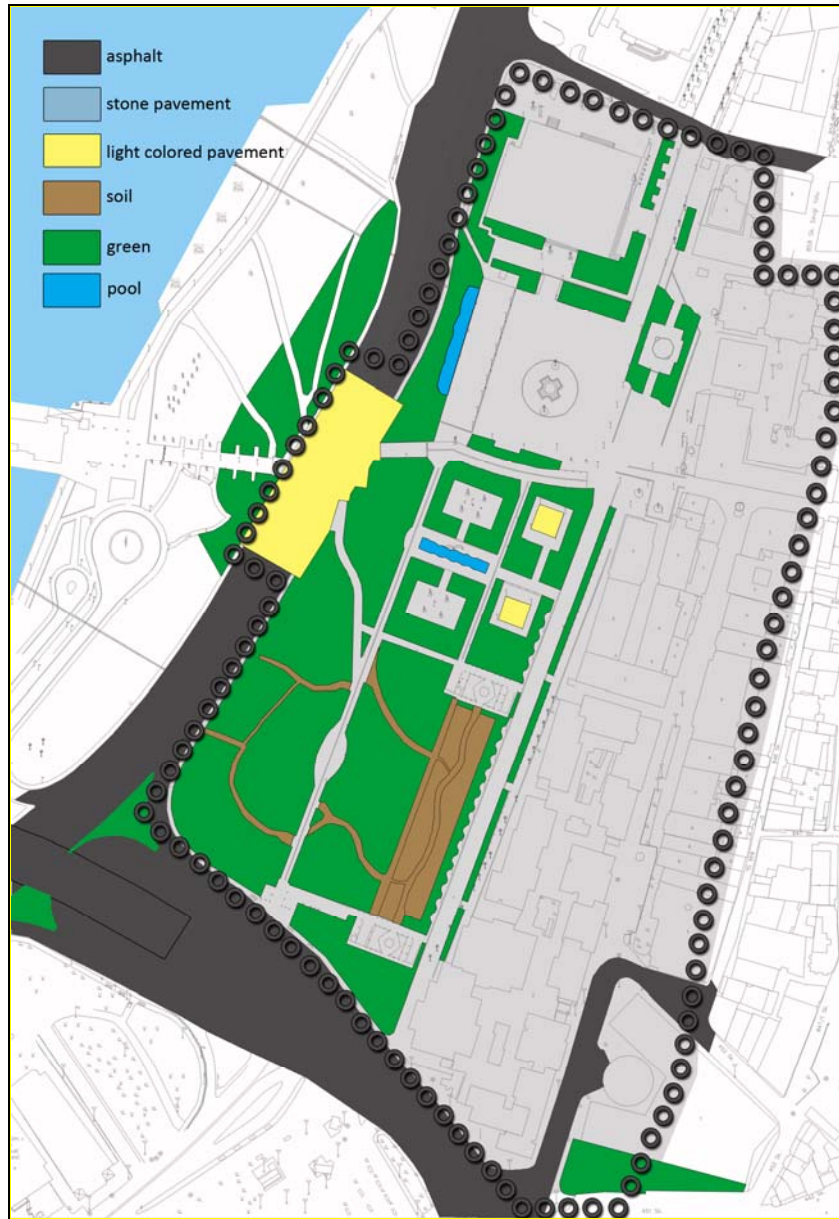 asphalt
stone pavement
light colored pavement
soil
green
pool